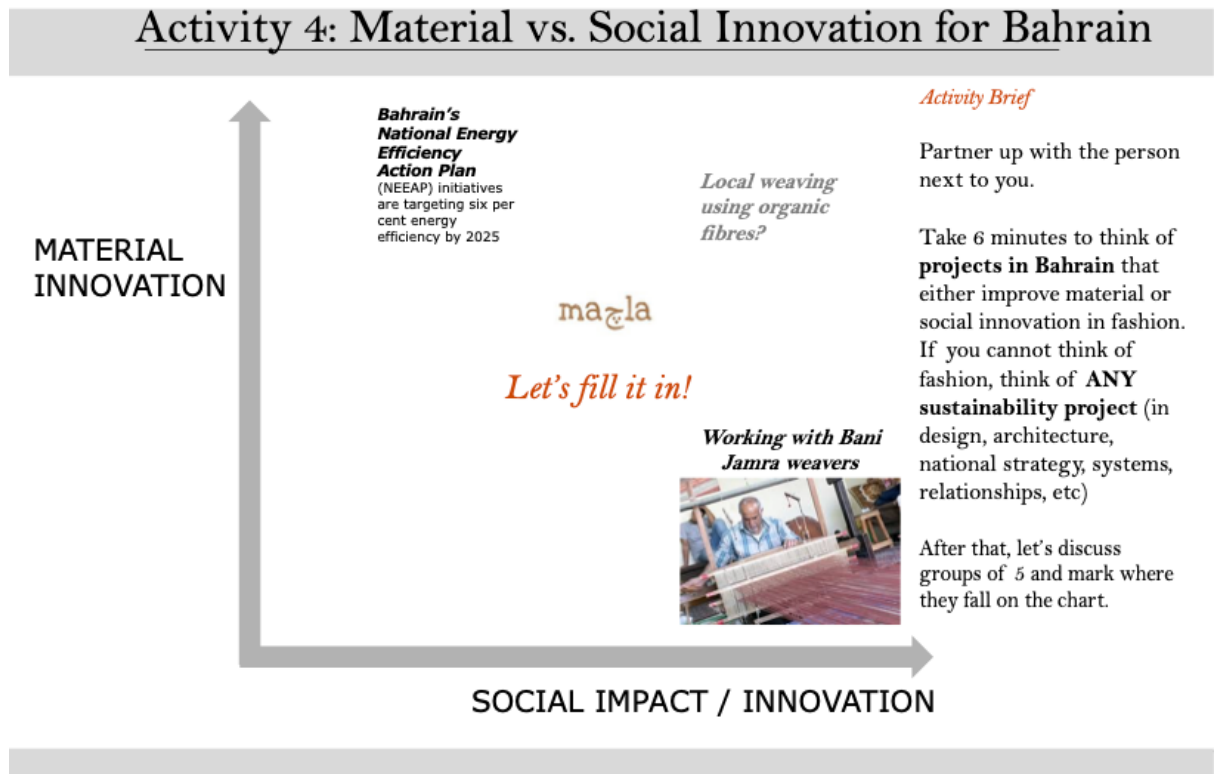 Activity 4: Material vs. Social Innovation for Bahrain
MATERIAL
INNOVATION
Bahrain's
National Energy
Efficiency
Action Plan
(NEEAP) initiatives
are targeting six per
cent energy
efficiency by 2025
Local weaving
using organic
fibres?
maچla
Let's fill it in!
Working with Bani
Jamra weavers
SOCIAL IMPACT / INNOVATION
Activity Brief
Partner up with the person
next to you.
Take 6 minutes to think of
projects in Bahrain that
either improve material or
social innovation in fashion.
If you cannot think of
fashion, think of ANY
sustainability project (in
design, architecture,
national strategy, systems,
relationships, etc)
After that, let's discuss
groups of 5 and mark where
they fall on the chart.